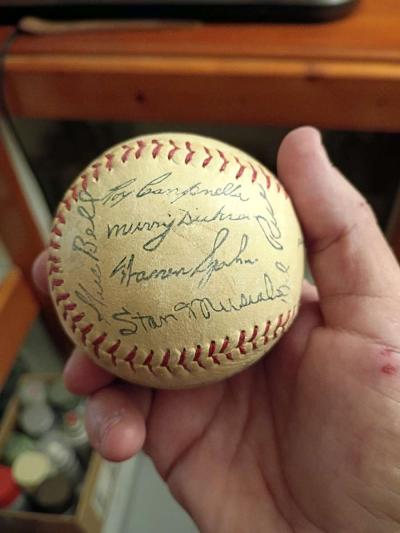 Gus Bell
Roy Campanella
Murry Dickson
Warren Spahn
Stan Musial